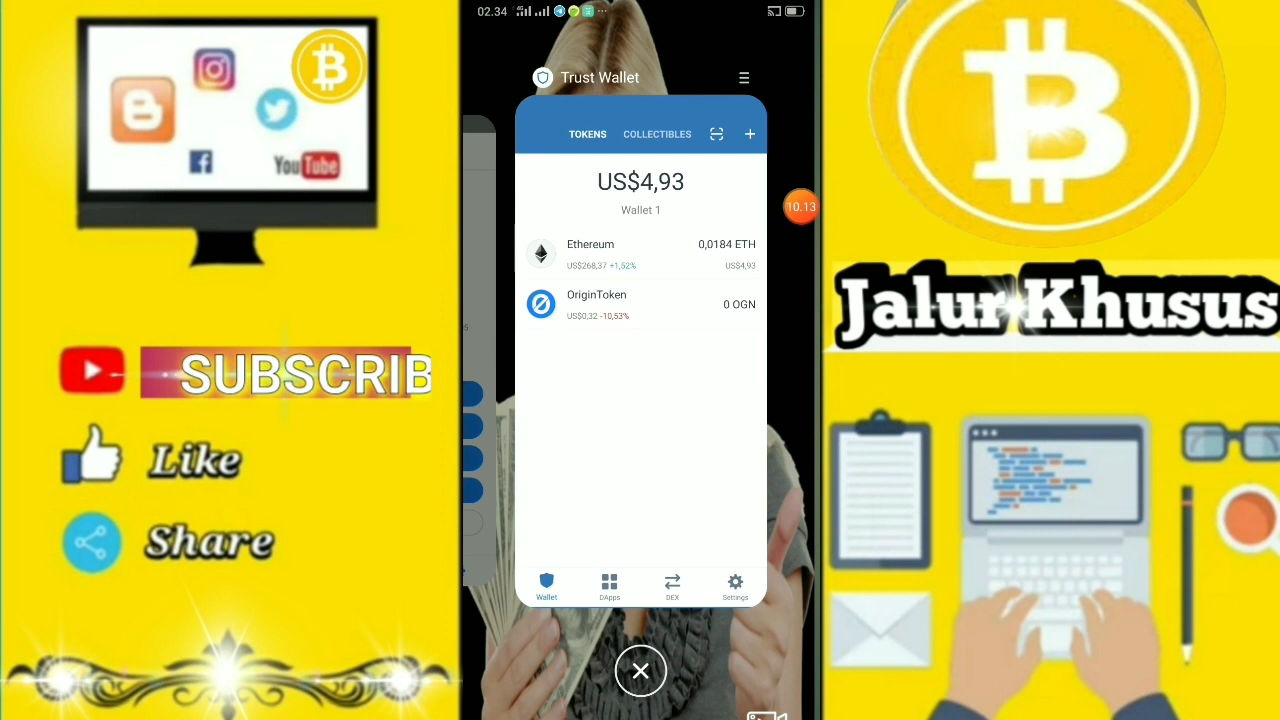 You Tube
SUBSCRIB
Like
Share
02.34
Trust Wallet
TOKENS COLLECTIBLES
US$4,93
Wallet 1
Ethereum 0,0184 ETH
US$268,37 +1,52% US$4,93
OriginToken
0 OGN
US$0,32 -10,53%
Wallet DApps DEX Settings
10.13
Jalur Khusus